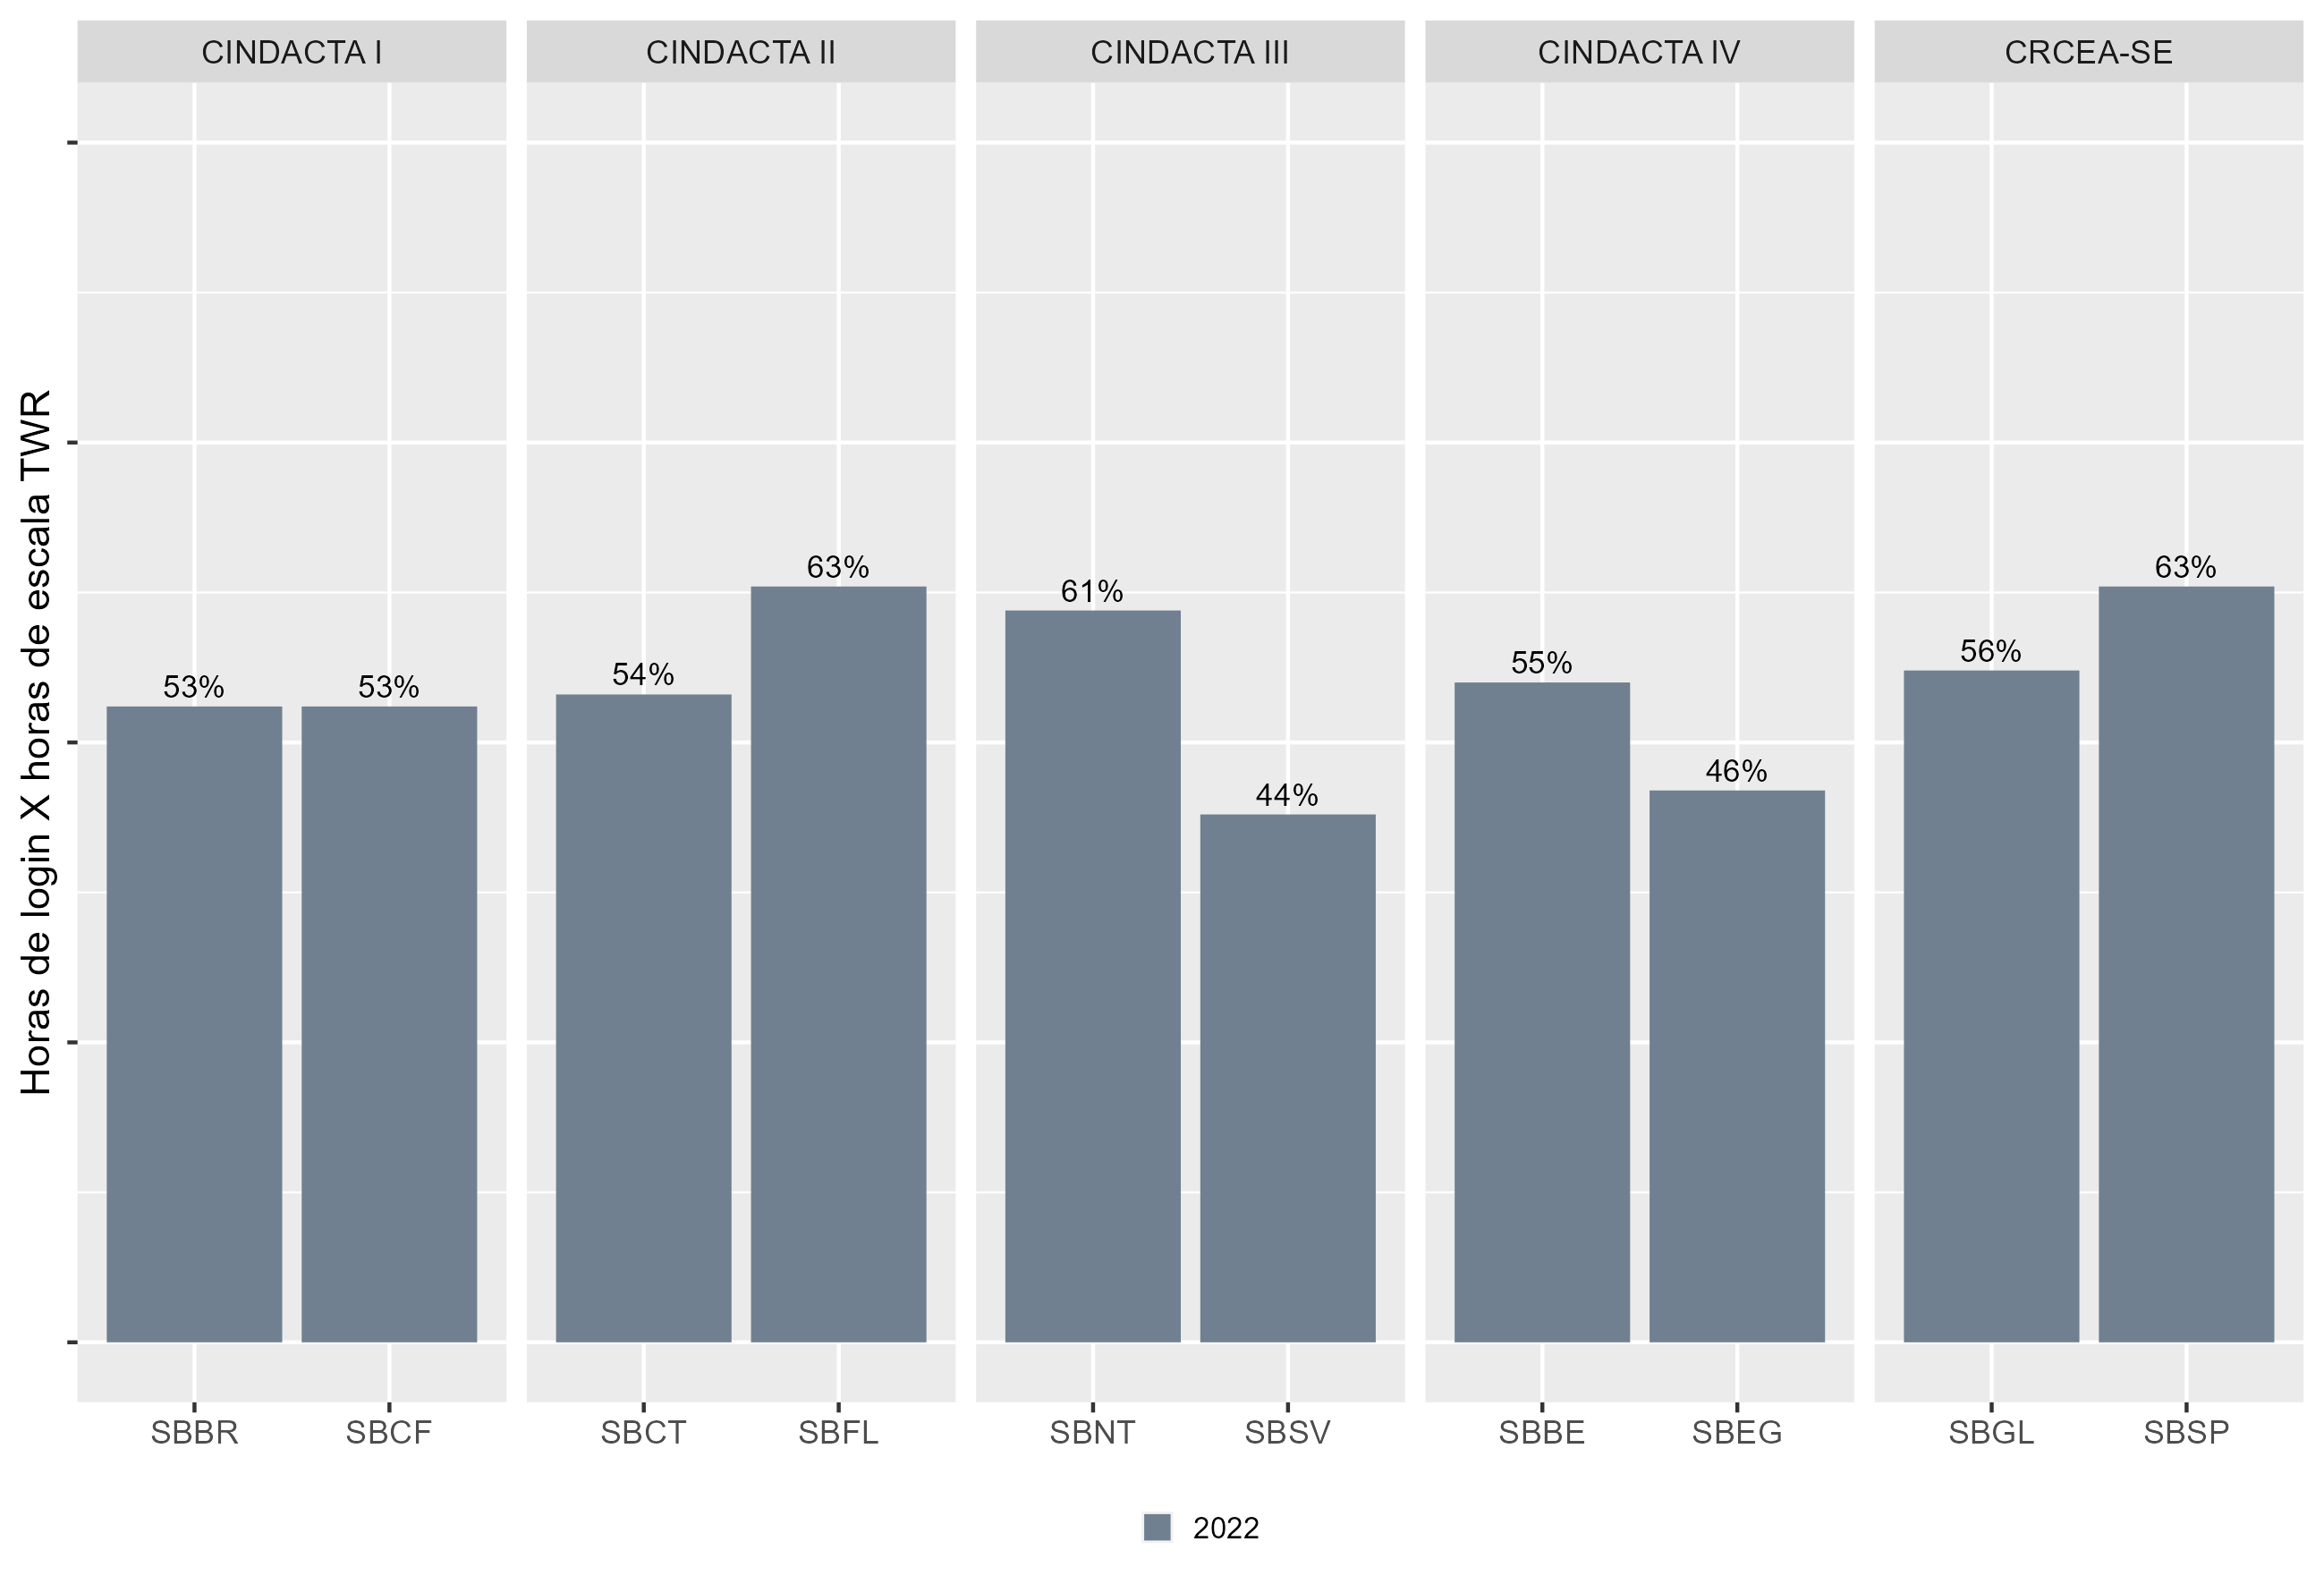 CINDACTA I
CINDACTA II
CINDACTA III
CINDACTA IV
CRCEA-SE
Horas de login X horas de escala TWR
53%
53%
54%
63%
61%
44%
55%
46%
56%
63%
SBBR
SBCF
SBCT
SBFL
SBNT
SBSV
SBBE
SBEG
SBGL
SBSP
2022